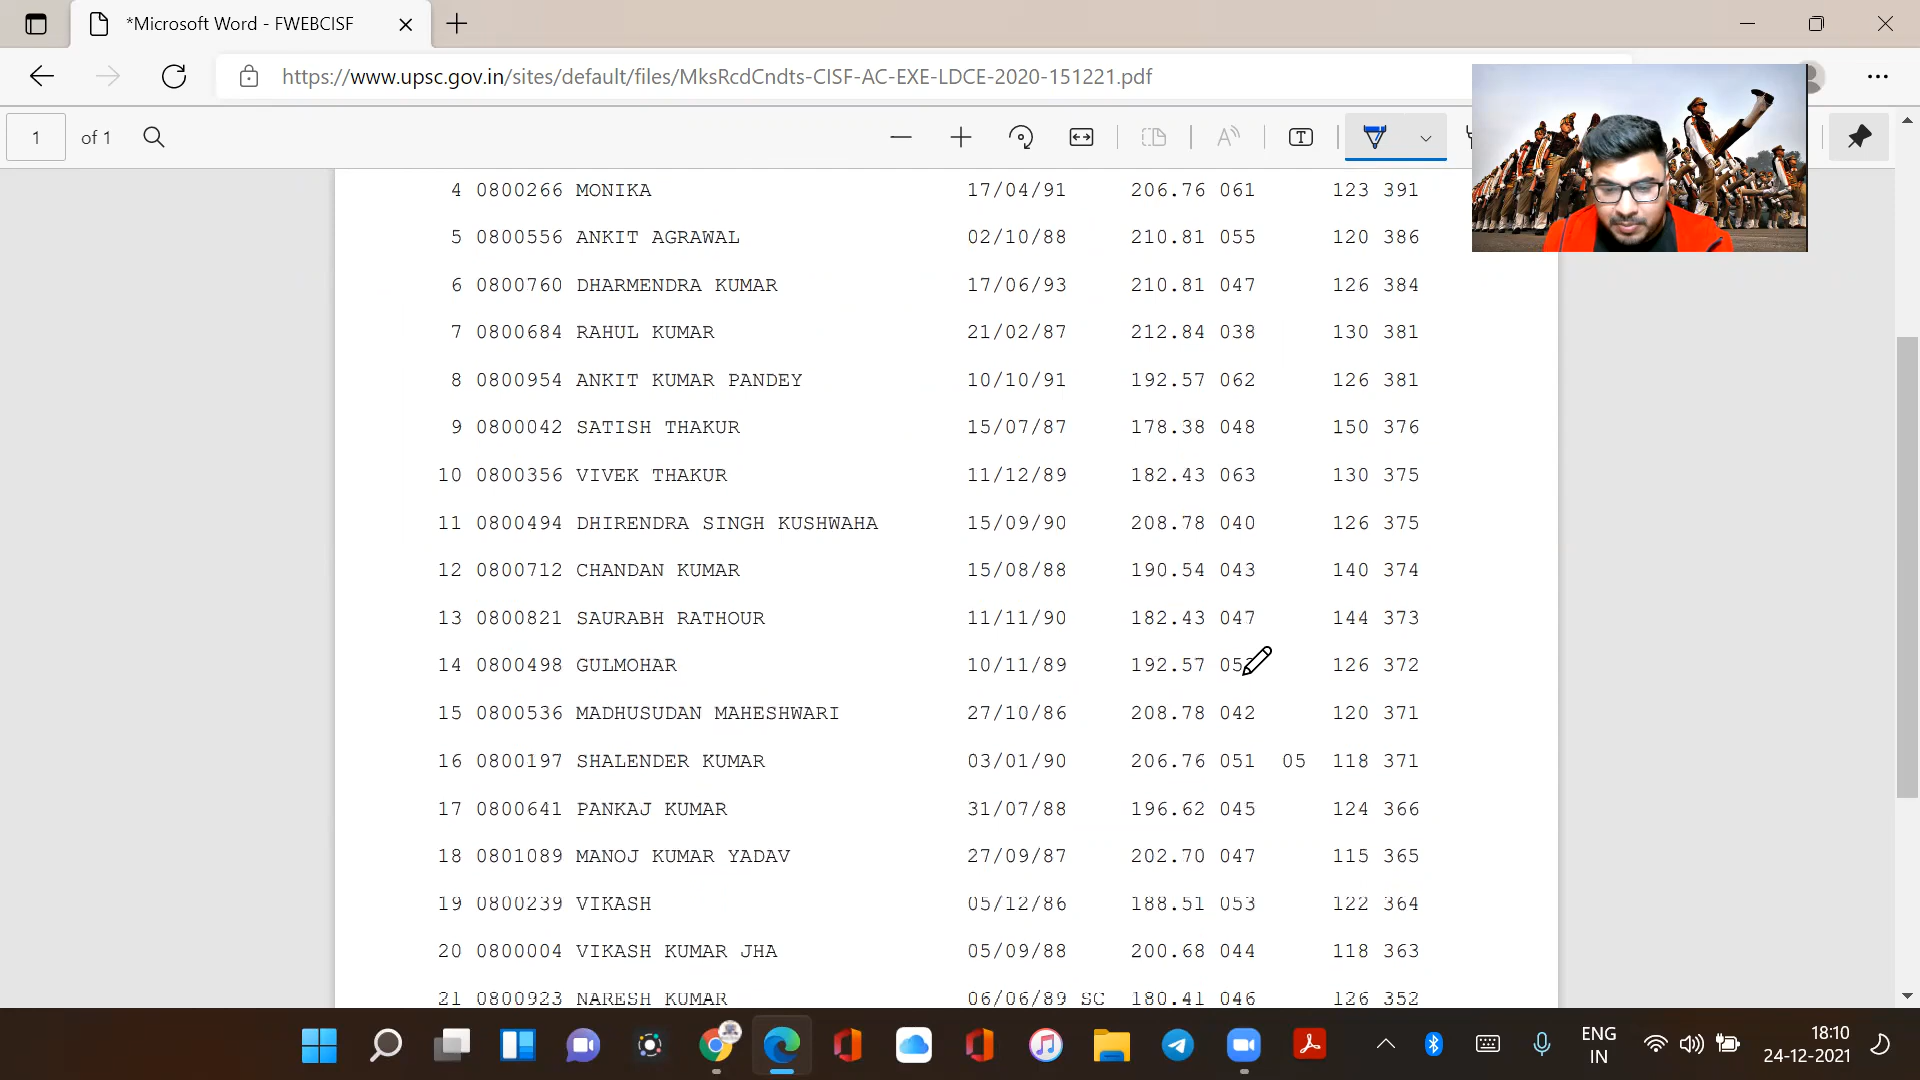 *Microsoft Word - FWEBCISF
https://www.upsc.gov.in/sites/default/files/MksRcdCndts-CISF-AC-EXE-LDCE-2020-151221.pdf
1 of 1
4 0800266 MONIKA 17/04/91 206.76 061 123 391
5 0800556 ANKIT AGRAWAL 02/10/88 210.81 055 120 386
6 0800760 DHARMENDRA KUMAR 17/06/93 210.81 047 126 384
7 0800684 RAHUL KUMAR 21/02/87 212.84 038 130 381
8 0800954 ANKIT KUMAR PANDEY 10/10/91 192.57 062 126 381
9 0800042 SATISH THAKUR 15/07/87 178.38 048 150 376
10 0800356 VIVEK THAKUR 11/12/89 182.43 063 130 375
11 0800494 DHIRENDRA SINGH KUSHWAHA 15/09/90 208.78 040 126 375
12 0800712 CHANDAN KUMAR 15/08/88 190.54 043 140 374
13 0800821 SAURABH RATHOUR 11/11/90 182.43 047 144 373
14 0800498 GULMOHAR 10/11/89 192.57 126 372
15 0800536 MADHUSUDAN MAHESHWARI 27/10/86 208.78 042 120 371
16 0800197 SHALENDER KUMAR 03/01/90 206.76 051 05 118 371
17 0800641 PANKAJ KUMAR 31/07/88 196.62 045 124 366
18 0801089 MANOJ KUMAR YADAV 27/09/87 202.70 047 115 365
19 0800239 VIKASH 05/12/86 188.51 053 122 364
20 0800004 VIKASH KUMAR JHA 05/09/88 200.68 044 118 363
21 0800923 NARESH KUMAR 06/06/89 SC 180.41 046 126 352
ENG
IN
18:10
24-12-2021